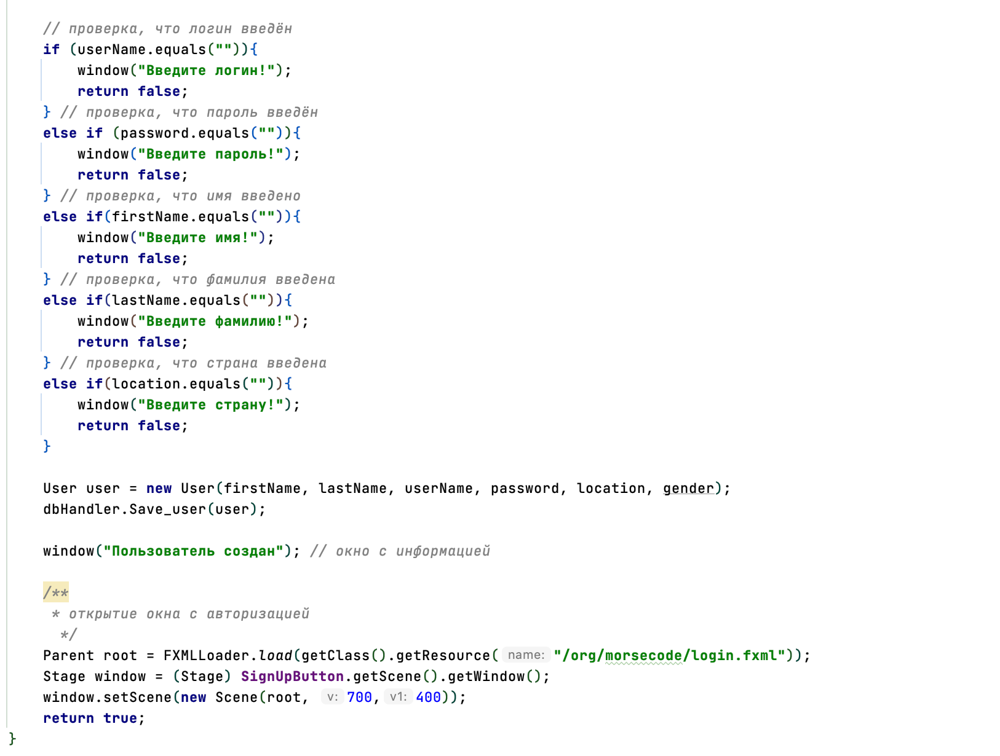 // проверка, что логин введён
if (userName.equals("")){
window("Введите логин!");
return false;
} // проверка, что пароль введён
else if (password.equals("")){
window("Введите пароль!");
return false;
} // проверка, что имя введено
else if(firstName.equals("")){
window("Введите имя!");
return false;
} // проверка, что фамилия введена
else if(lastName.equals("")){
window("Введите фамилию!");
return false;
} // проверка, что страна введена
else if(location.equals("")){
window("Введите страну!");
return false;
}
User user = new User(firstName, lastName, userName, password, location, gender);
dbHandler.Save_user(user);
window("Пользователь создан"); // окно с информацией
/**
* открытие окна с авторизацией
*/
Parent root = FXMLLoader.load(getClass().getResource( name: "/org/morsecode/login.fxml"));
Stage window = (Stage) SignUpButton.getScene().getWindow();
window.setScene(new Scene(root, v: 700, v1: 400));
return true;
}